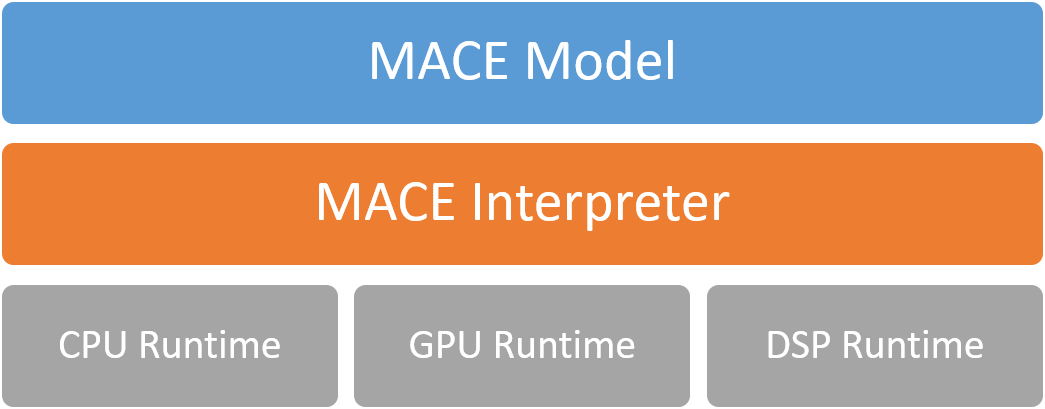 MACE Model
MACE Interpreter
CPU Runtime
GPU Runtime
DSP Runtime